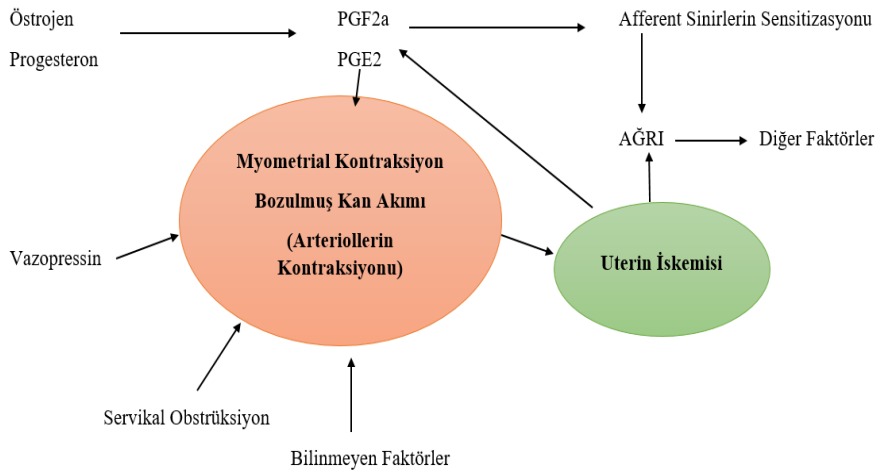 Östrojen
Progesteron
PGF2a
PGE2
Afferent Sinirlerin Sensitizasyonu
AĞRI
Diğer Faktörler
Myometrial Kontraksiyon
Bozulmuş Kan Akımı
(Arteriollerin
Kontraksiyonu)
Vazopressin
Uterin İskemisi
Servikal Obstrüksiyon
Bilinmeyen Faktörler